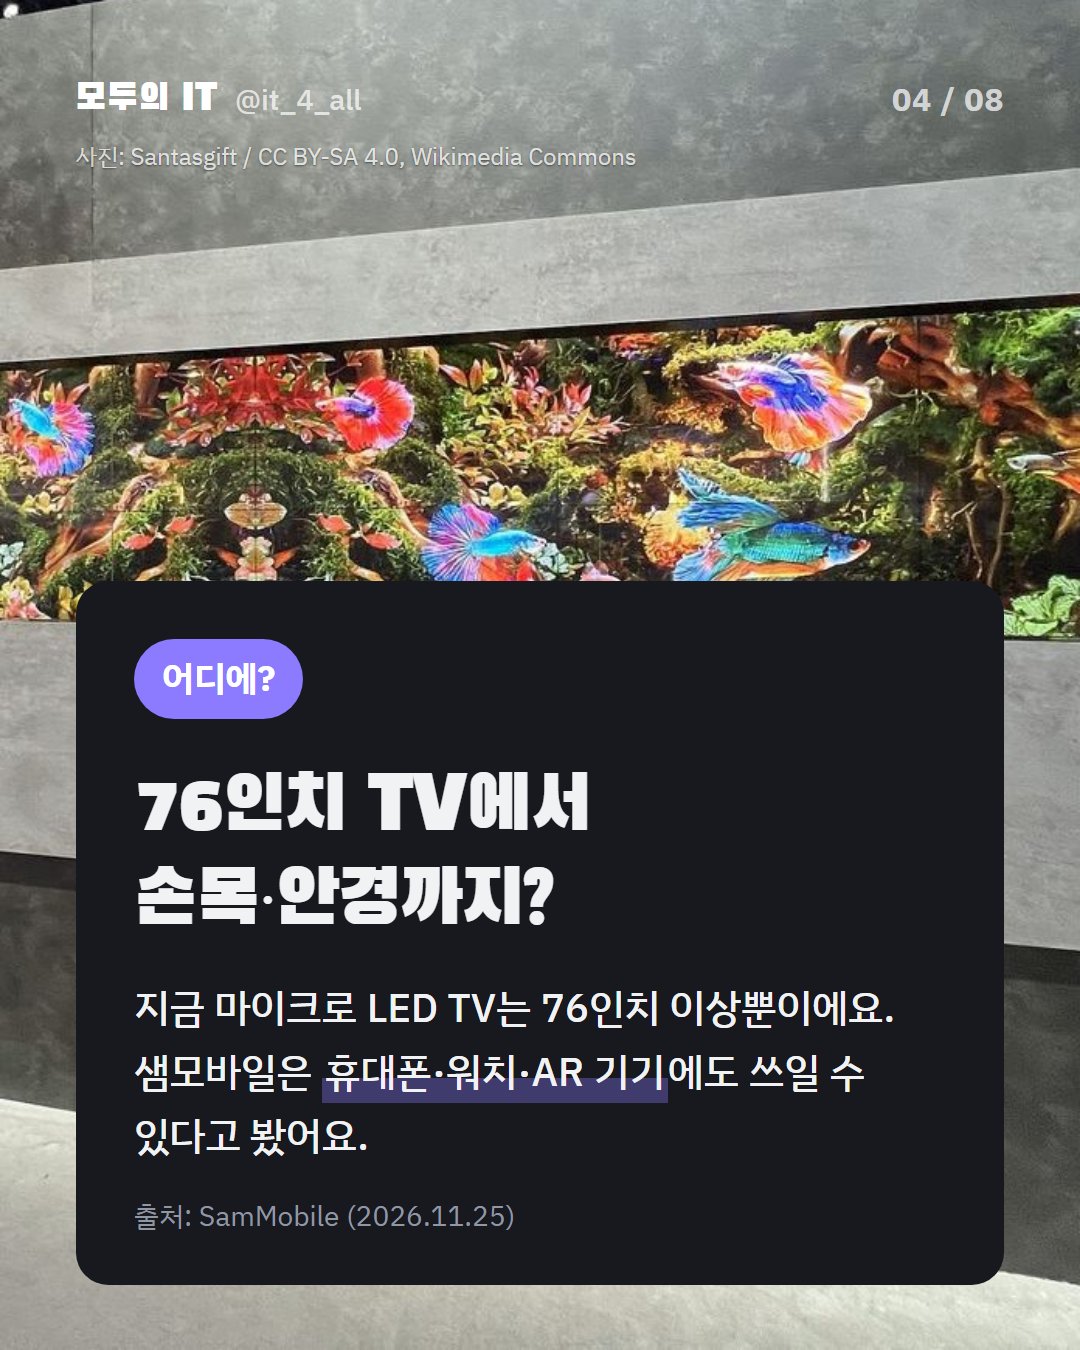 모두의 IT @it_4_all
04 / 08
사진: Santasgift / CC BY-SA 4.0, Wikimedia Commons
어디에?
76인치 TV에서
손목·안경까지?
지금 마이크로 LED TV는 76인치 이상뿐이에요.
샘모바일은 휴대폰·워치·AR 기기에도 쓰일 수
있다고 봤어요.
출처: SamMobile (2026.11.25)